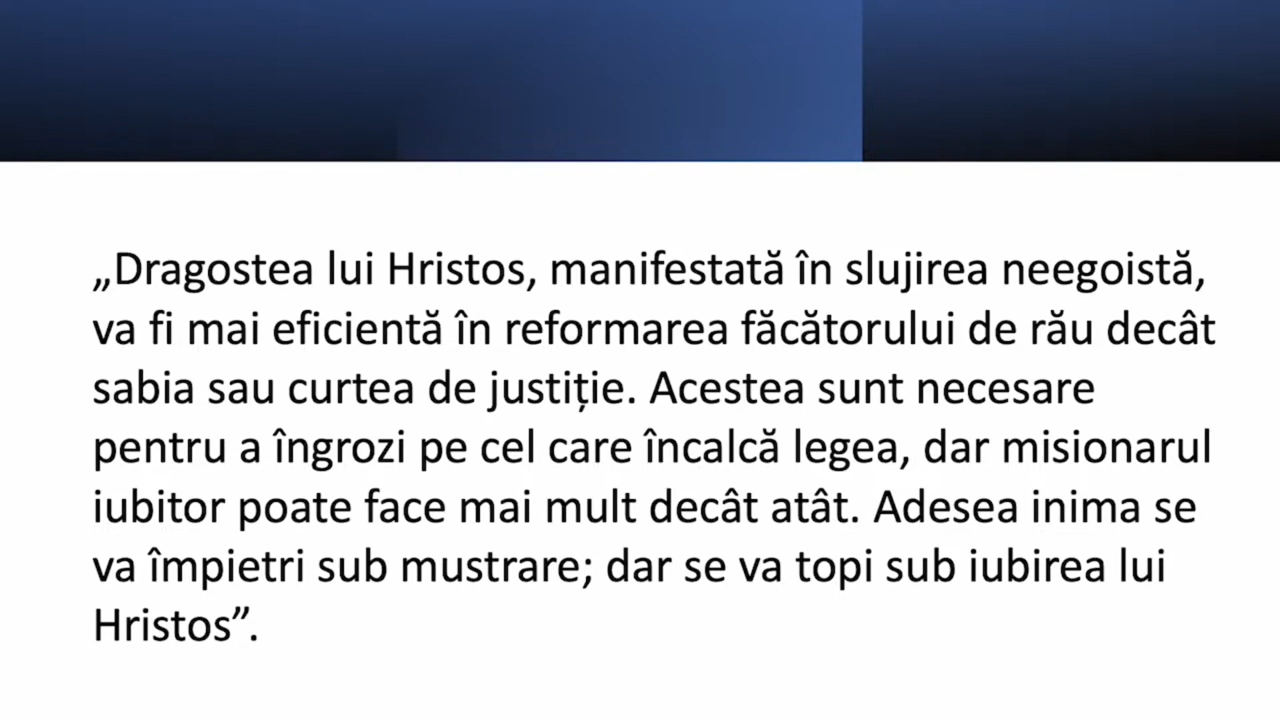 „Dragostea lui Hristos, manifestată în slujirea neegoistă,
va fi mai eficientă în reformarea făcătorului de rău decât
sabia sau curtea de justiție. Acestea sunt necesare
pentru a îngrozi pe cel care încalcă legea, dar misionarul
iubitor poate face mai mult decât atât. Adesea inima se
va împietri sub mustrare; dar se va topi sub iubirea lui
Hristos”.